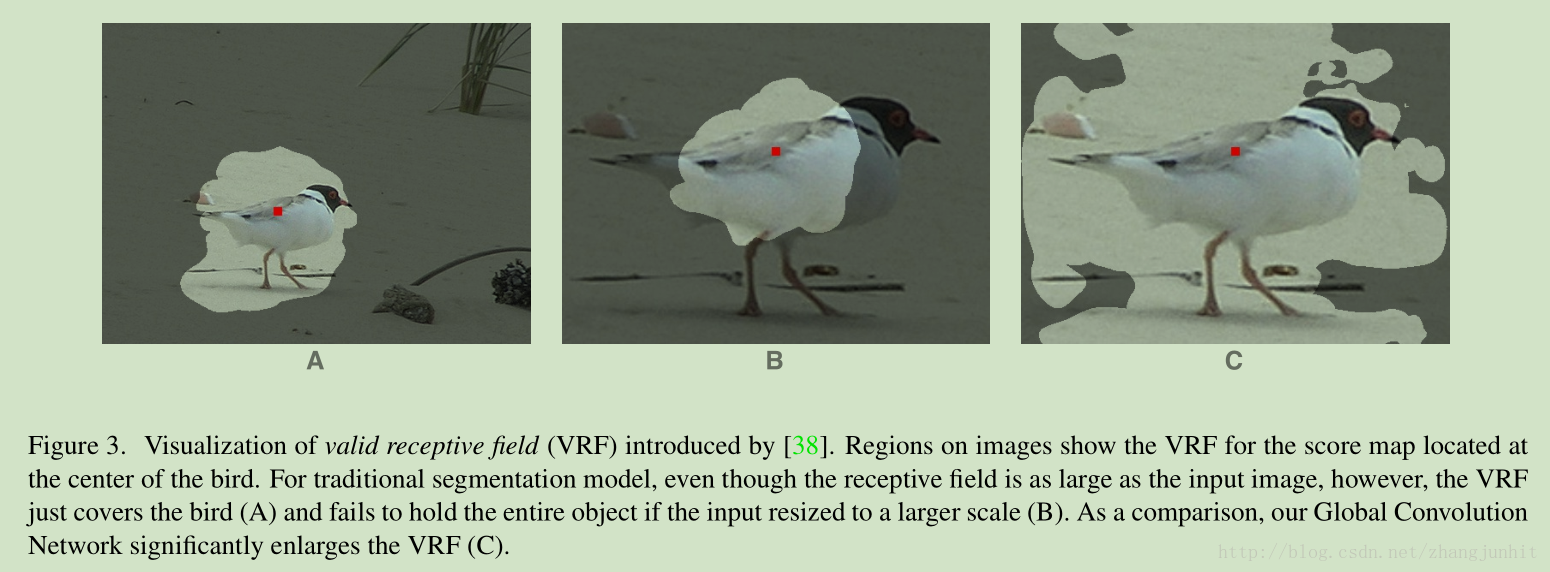 A
B
C
Figure 3. Visualization of valid receptive field (VRF) introduced by [38]. Regions on images show the VRF for the score map located at
the center of the bird. For traditional segmentation model, even though the receptive field is as large as the input image, however, the VRF
just covers the bird (A) and fails to hold the entire object if the input resized to a larger scale (B). As a comparison, our Global Convolution
Network significantly enlarges the VRF (C).
http://blog.csdn.net/zhangjunhit